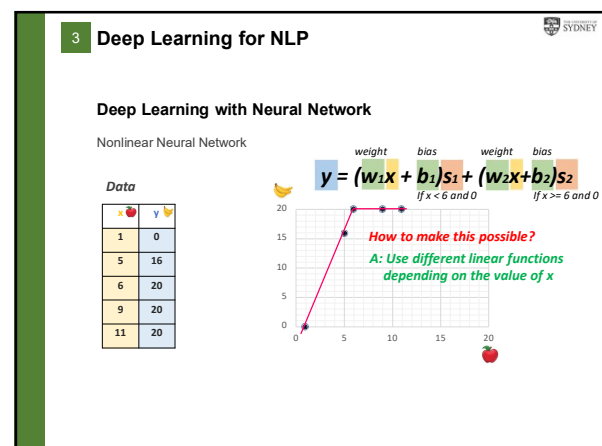 THE UNIVERSITY OF
SYDNEY
3 Deep Learning for NLP
Deep Learning with Neural Network
Nonlinear Neural Network
weight bias weight bias
y = (w1x + b1)s1 + (w2x+b2)s2
If x < 6 and 0 If x >= 6 and 0
Data
x y
1 0
5 16
6 20
9 20
11 20
20
15
10
5
0
0 5 10 15 20
How to make this possible?
A: Use different linear functions
depending on the value of x